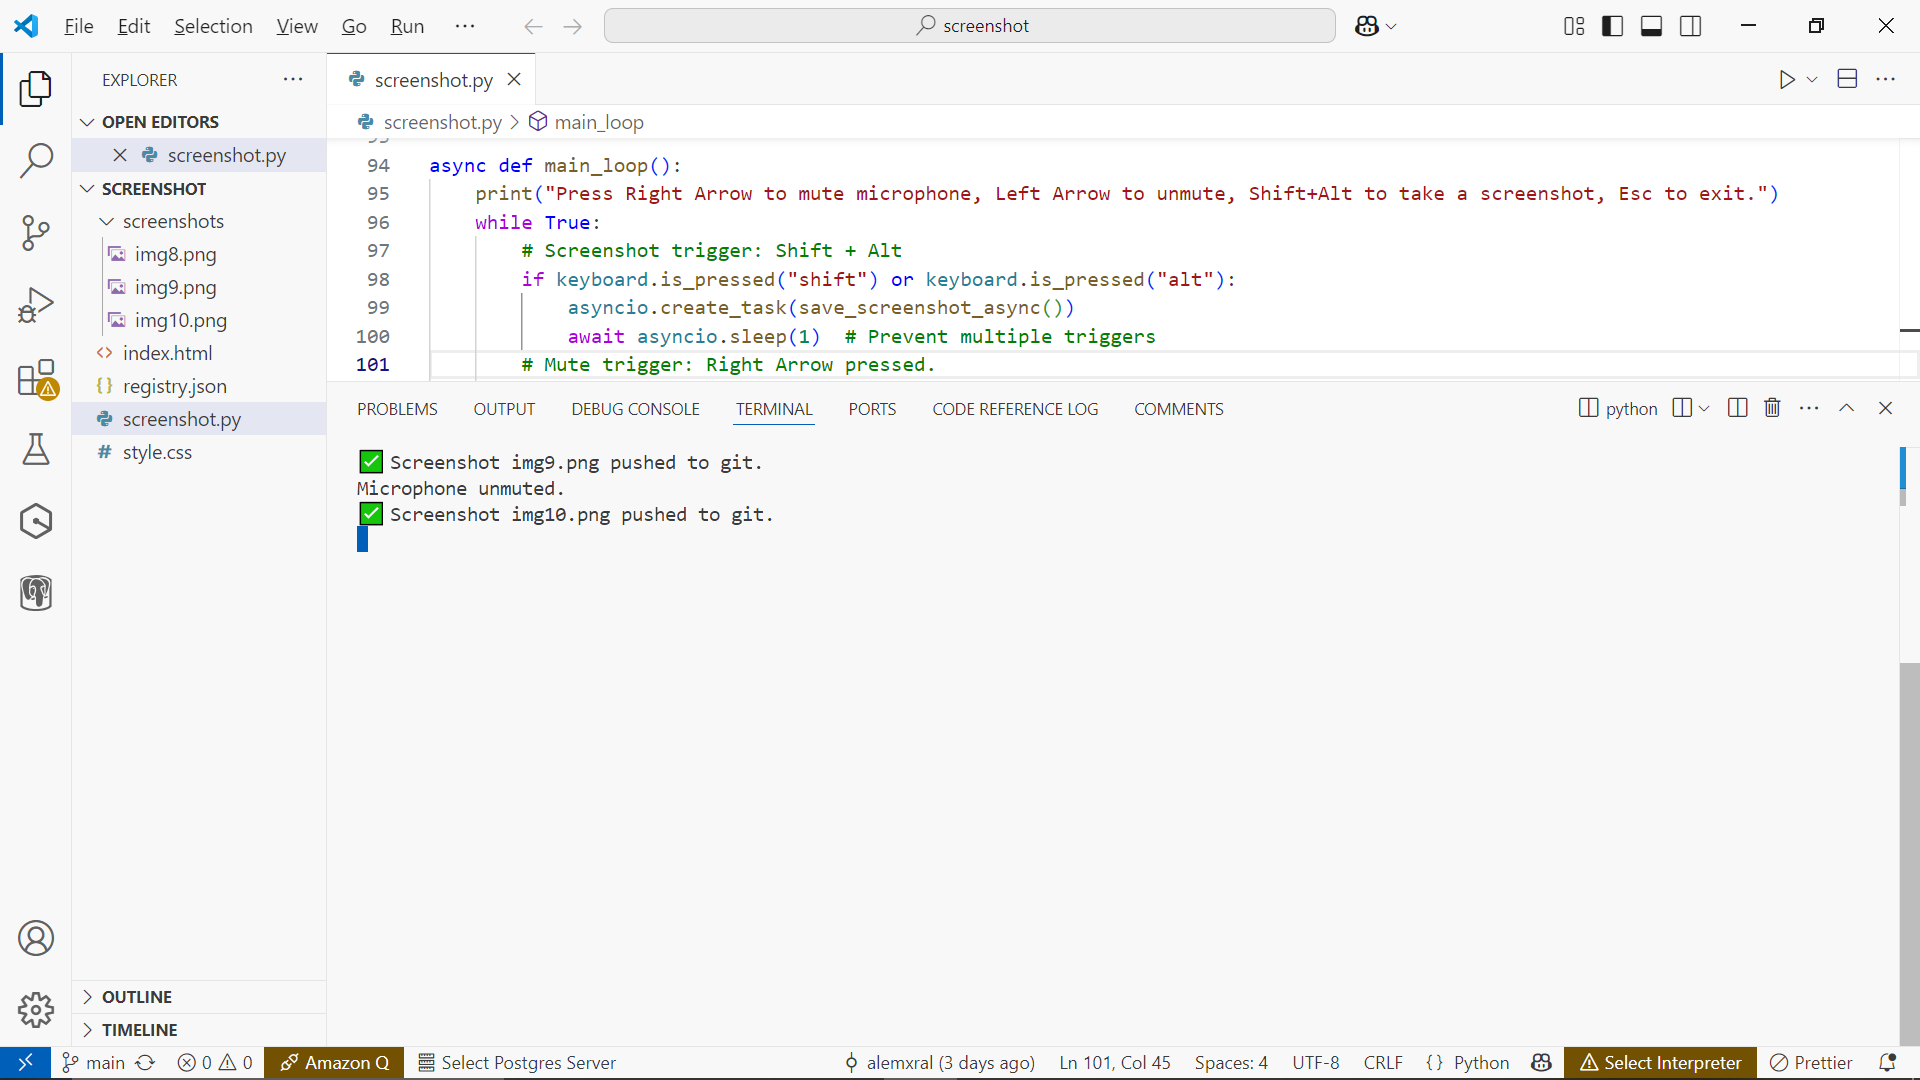 File Edit Selection View Go Run
screenshot
EXPLORER
OPEN EDITORS
screenshot.py
SCREENSHOT
screenshots
img8.png
img9.png
img10.png
index.html
registry.json
screenshot.py
style.css
OUTLINE
TIMELINE
screenshot.py
screenshot.py > main_loop
94 async def main_loop():
95 print("Press Right Arrow to mute microphone, Left Arrow to unmute, Shift+Alt to take a screenshot, Esc to exit.")
96 while True:
97 # Screenshot trigger: Shift + Alt
98 if keyboard.is_pressed("shift") or keyboard.is_pressed("alt"):
99 asyncio.create_task(save_screenshot_async())
100 await asyncio.sleep(1)  # Prevent multiple triggers
101 # Mute trigger: Right Arrow pressed.
PROBLEMS OUTPUT DEBUG CONSOLE TERMINAL PORTS CODE REFERENCE LOG COMMENTS python
✅ Screenshot img9.png pushed to git.
Microphone unmuted.
✅ Screenshot img10.png pushed to git.
main 0 0 Amazon Q Select Postgres Server alemxral (3 days ago) Ln 101, Col 45 Spaces: 4 UTF-8 CRLF {} Python Select Interpreter Prettier